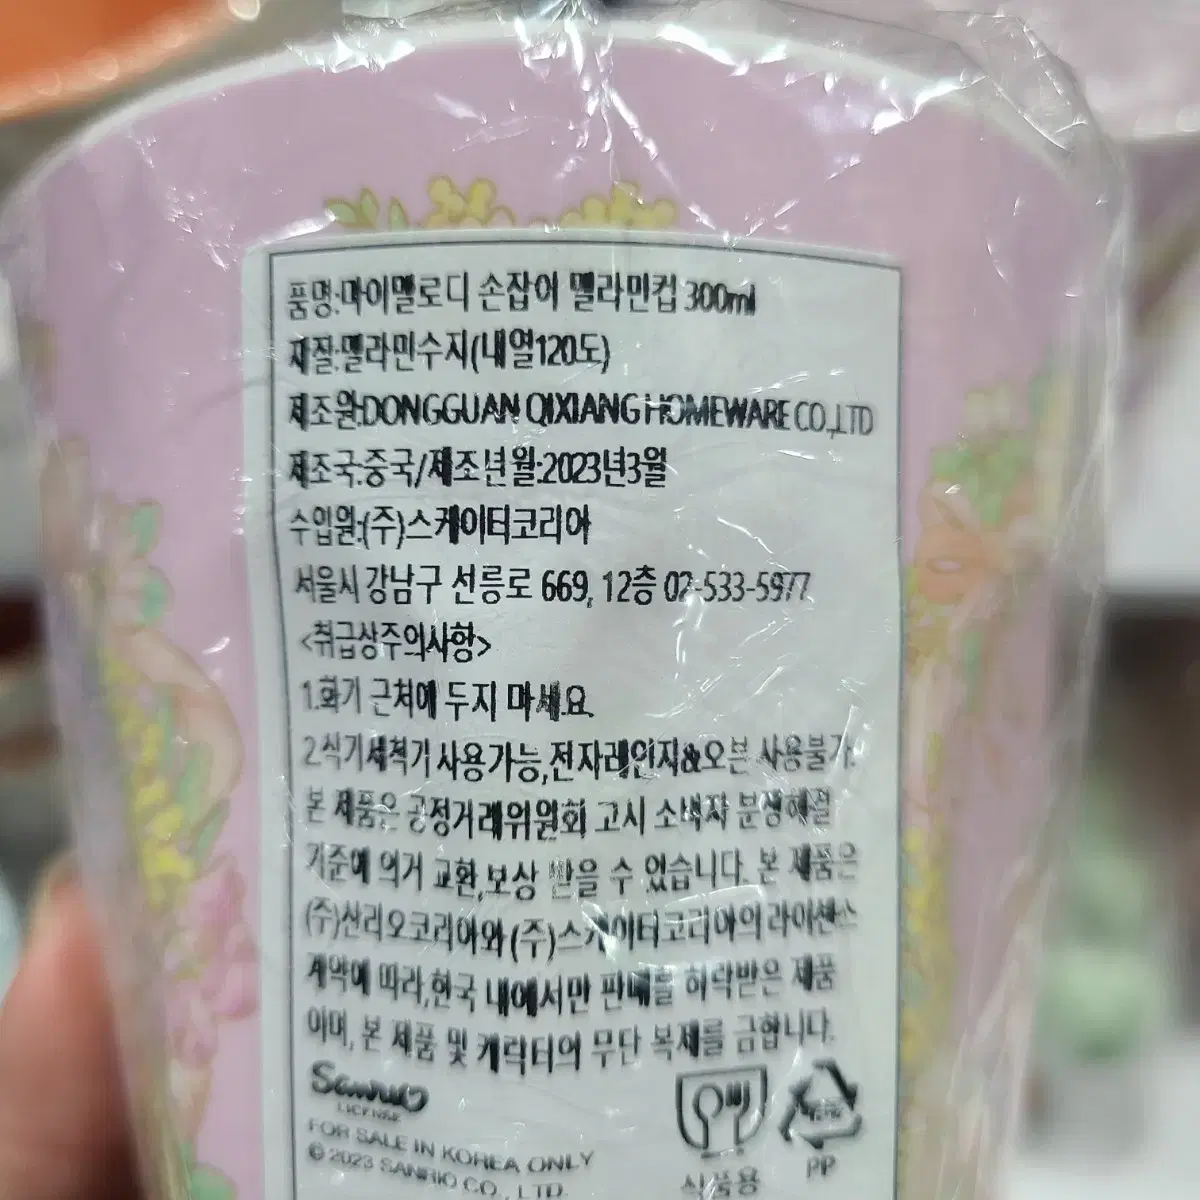 품명:마이멜로디 손잡이 멜라민컵 300ml
재질:멜라민수지(내열120도)
제조원:DONGGUAN QIXIANG HOMEWARE CO.,LTD
제조국:중국/제조년월:2023년3월
수입원:(주)스케이터코리아
서울시 강남구 선릉로 669, 12층 02-533-5977
<취급상주의사항>
1.화기 근처에 두지 마세요.
2.식기세척기 사용가능,전자레인지&오븐 사용불가.
본 제품은 공정거래위원회 고시 소비자 분쟁해결
기준에 의거 교환,보상 받을 수 있습니다. 본 제품은
(주)산리오코리아와 (주)스케이터코리아의 라이센스
계약에 따라,한국 내에서만 판매를 허락받은 제품
이며, 본 제품 및 캐릭터의 무단 복제를 금합니다.
Sanrio
LICENSE
FOR SALE IN KOREA ONLY
© 2023 SANRIO CO., LTD.
식품용
PP